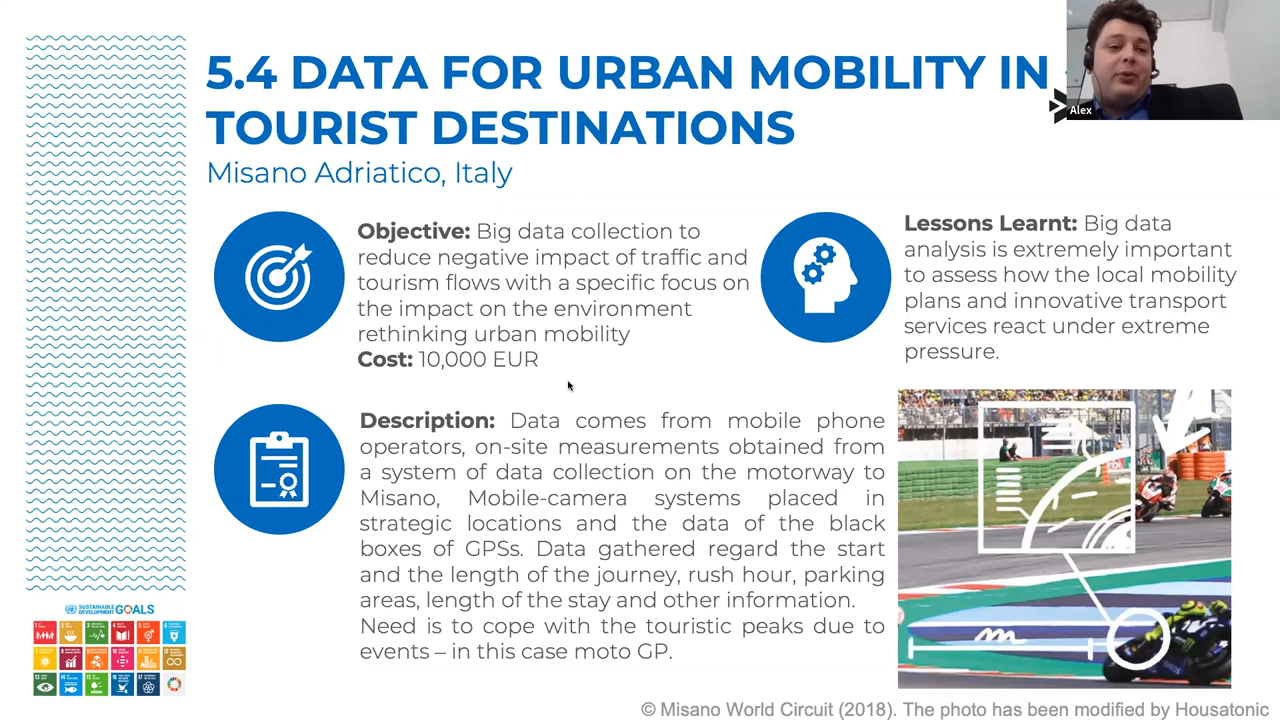 5.4 DATA FOR URBAN MOBILITY IN
TOURIST DESTINATIONS
Misano Adriatico, Italy
Alex
Objective: Big data collection to
reduce negative impact of traffic and
tourism flows with a specific focus on
the impact on the environment
rethinking urban mobility
Cost: 10,000 EUR
Lessons Learnt: Big data
analysis is extremely important
to assess how the local mobility
plans and innovative transport
services react under extreme
pressure.
Description: Data comes from mobile phone
operators, on-site measurements obtained from
a system of data collection on the motorway to
Misano, Mobile-camera systems placed in
strategic locations and the data of the black
boxes of GPSs. Data gathered regard the start
and the length of the journey, rush hour, parking
areas, length of the stay and other information.
Need is to cope with the touristic peaks due to
events – in this case moto GP.
SUSTAINABLE
DEVELOPMENT GOALS
m
© Misano World Circuit (2018). The photo has been modified by Housatonic